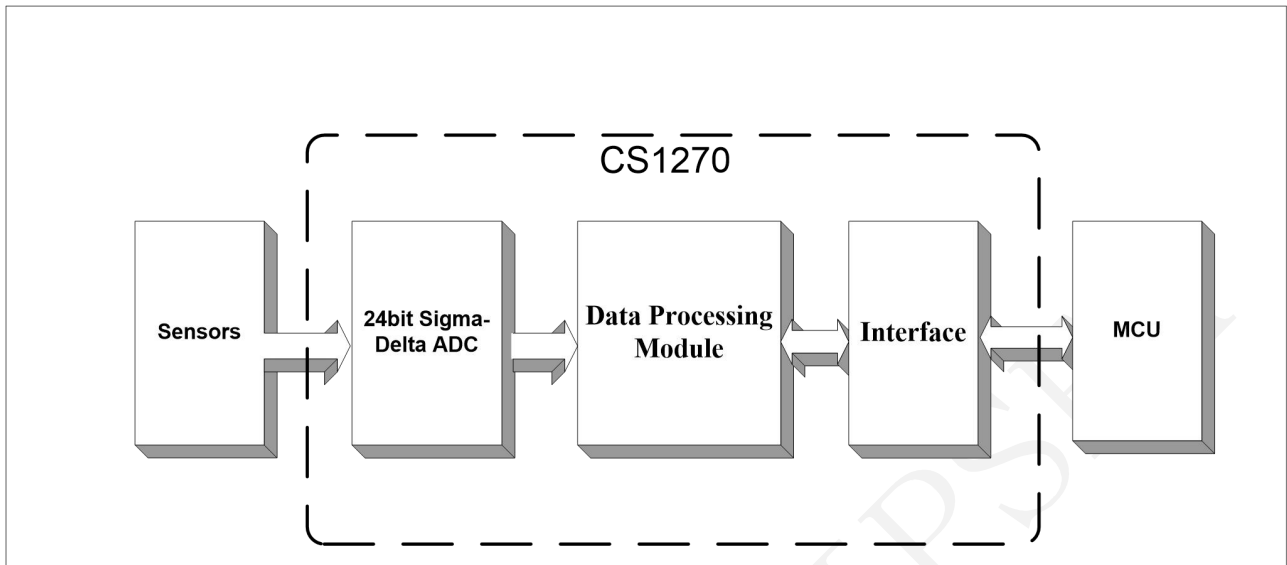 CS1270
Sensors
24bit Sigma-
Delta ADC
Data Processing
Module
Interface
MCU